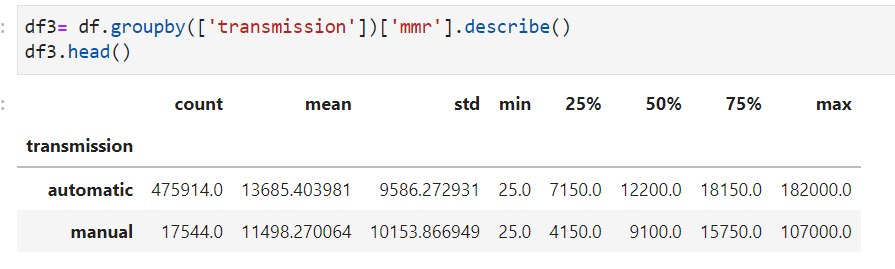 : df3= df.groupby(['transmission'])['mmr'].describe()
df3.head()
: count mean std min 25% 50% 75% max
transmission
automatic 475914.0 13685.403981 9586.272931 25.0 7150.0 12200.0 18150.0 182000.0
manual 17544.0 11498.270064 10153.866949 25.0 4150.0 9100.0 15750.0 107000.0